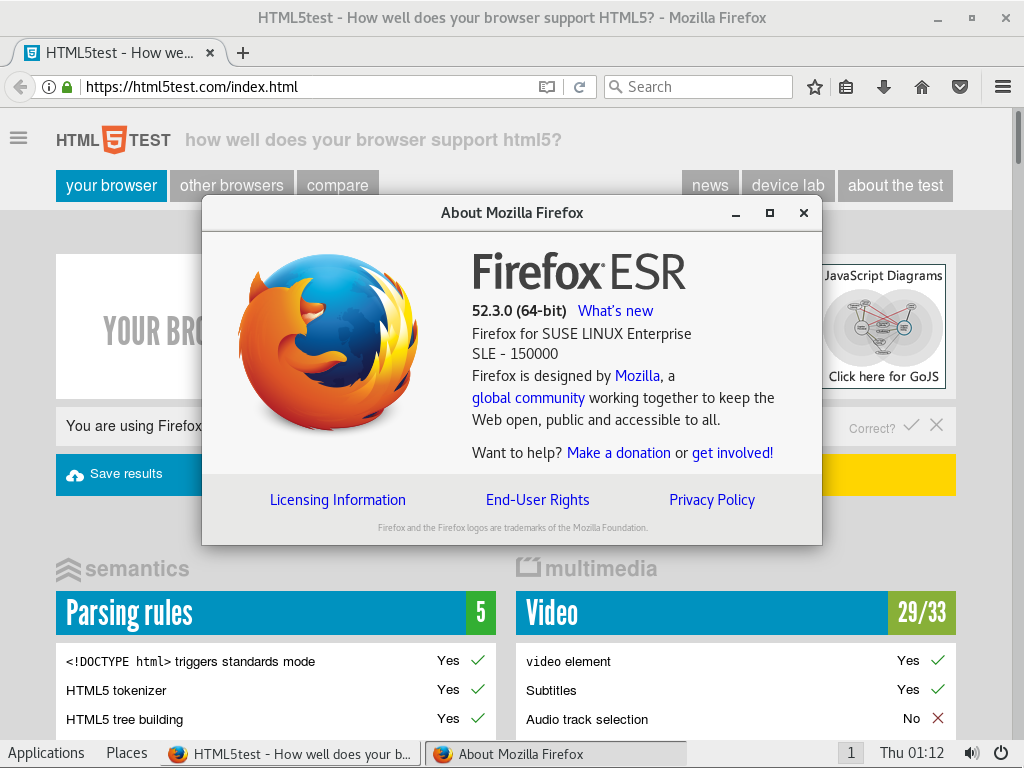 HTML5test - How well does your browser support HTML5? - Mozilla Firefox
HTML5test - How we...
https://html5test.com/index.html
Search
HTML 5 TEST how well does your browser support html5?
your browser other browsers compare news device lab about the test
About Mozilla Firefox
Firefox ESR
JavaScript Diagrams
52.3.0 (64-bit) What's new
YOUR BRO
Firefox for SUSE LINUX Enterprise
SLE - 150000
Firefox is designed by Mozilla, a
Click here for GoJS
global community working together to keep the
Web open, public and accessible to all.
You are using Firefox
Correct?
Want to help? Make a donation or get involved!
Save results
Licensing Information End-User Rights Privacy Policy
Firefox and the Firefox logos are trademarks of the Mozilla Foundation.
semantics
Parsing rules 5
<!DOCTYPE html> triggers standards mode Yes
HTML5 tokenizer Yes
HTML5 tree building Yes
multimedia
Video 29/33
video element Yes
Subtitles Yes
Audio track selection No
Applications Places HTML5test - How well does your b... About Mozilla Firefox 1 Thu 01:12